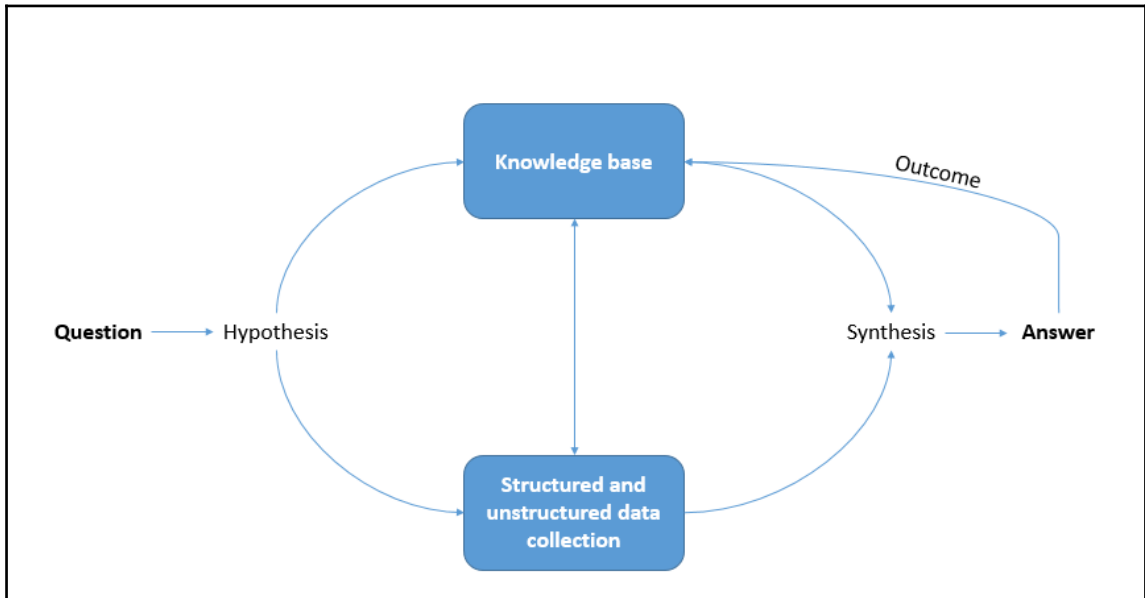 Knowledge base
Outcome
Question
Hypothesis
Synthesis
Answer
Structured and
unstructured data
collection